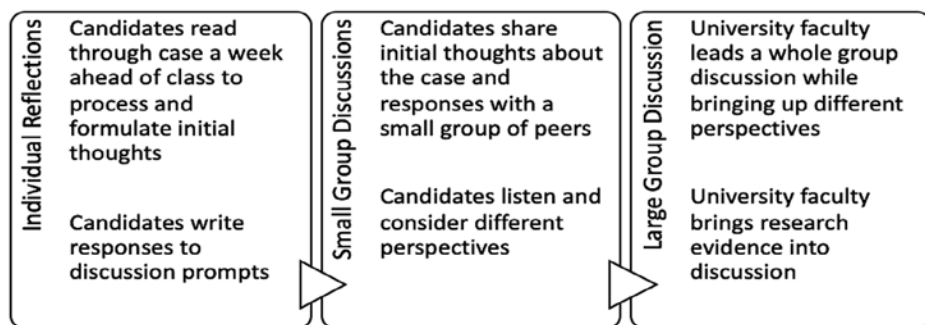 Individual Reflections
Candidates read
through case a week
ahead of class to
process and
formulate initial
thoughts
Candidates write
responses to
discussion prompts
Small Group Discussions
Candidates share
initial thoughts about
the case and
responses with a
small group of peers
Candidates listen and
consider different
perspectives
Large Group Discussion
University faculty
leads a whole group
discussion while
bringing up different
perspectives
University faculty
brings research
evidence into
discussion